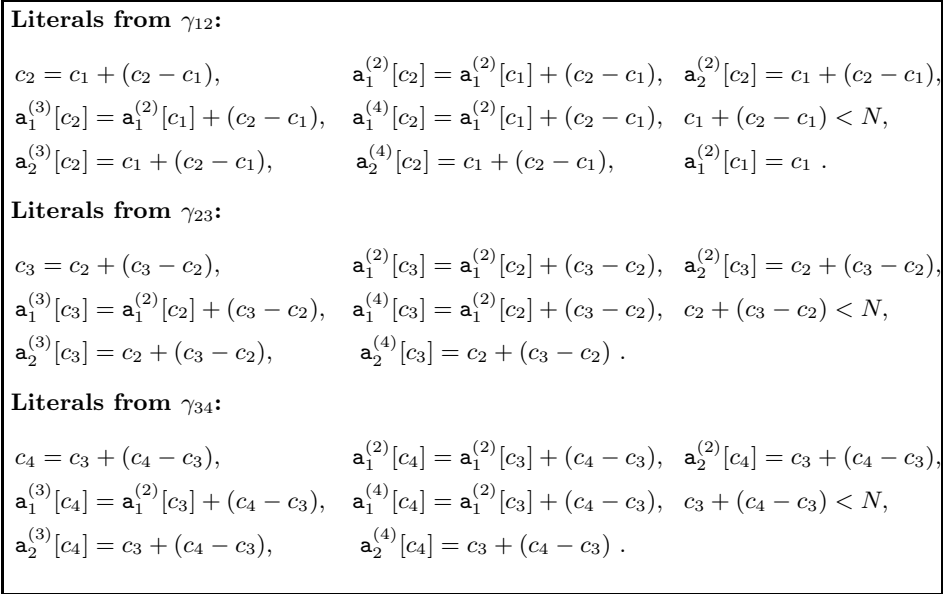 Literals from γ₁₂:
c₂ = c₁ + (c₂ − c₁), a₁⁽²⁾[c₂] = a₁⁽²⁾[c₁] + (c₂ − c₁), a₂⁽²⁾[c₂] = c₁ + (c₂ − c₁),
a₁⁽³⁾[c₂] = a₁⁽²⁾[c₁] + (c₂ − c₁), a₁⁽⁴⁾[c₂] = a₁⁽²⁾[c₁] + (c₂ − c₁), c₁ + (c₂ − c₁) < N,
a₂⁽³⁾[c₂] = c₁ + (c₂ − c₁), a₂⁽⁴⁾[c₂] = c₁ + (c₂ − c₁), a₁⁽²⁾[c₁] = c₁ .
Literals from γ₂₃:
c₃ = c₂ + (c₃ − c₂), a₁⁽²⁾[c₃] = a₁⁽²⁾[c₂] + (c₃ − c₂), a₂⁽²⁾[c₃] = c₂ + (c₃ − c₂),
a₁⁽³⁾[c₃] = a₁⁽²⁾[c₂] + (c₃ − c₂), a₁⁽⁴⁾[c₃] = a₁⁽²⁾[c₂] + (c₃ − c₂), c₂ + (c₃ − c₂) < N,
a₂⁽³⁾[c₃] = c₂ + (c₃ − c₂), a₂⁽⁴⁾[c₃] = c₂ + (c₃ − c₂) .
Literals from γ₃₄:
c₄ = c₃ + (c₄ − c₃), a₁⁽²⁾[c₄] = a₁⁽²⁾[c₃] + (c₄ − c₃), a₂⁽²⁾[c₄] = c₃ + (c₄ − c₃),
a₁⁽³⁾[c₄] = a₁⁽²⁾[c₃] + (c₄ − c₃), a₁⁽⁴⁾[c₄] = a₁⁽²⁾[c₃] + (c₄ − c₃), c₃ + (c₄ − c₃) < N,
a₂⁽³⁾[c₄] = c₃ + (c₄ − c₃), a₂⁽⁴⁾[c₄] = c₃ + (c₄ − c₃) .